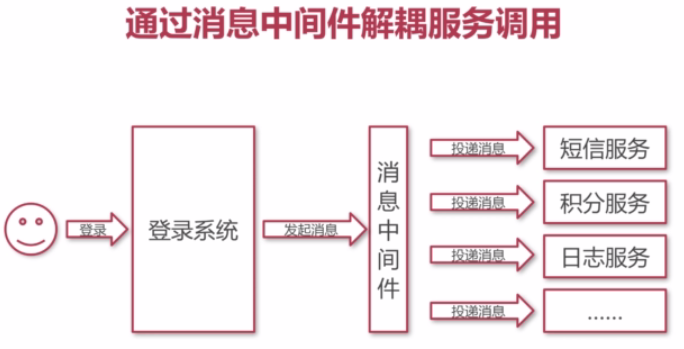 通过消息中间件解耦服务调用
登录
登录系统
发起消息
消息中间件
投递消息
短信服务
投递消息
积分服务
投递消息
日志服务
投递消息
......